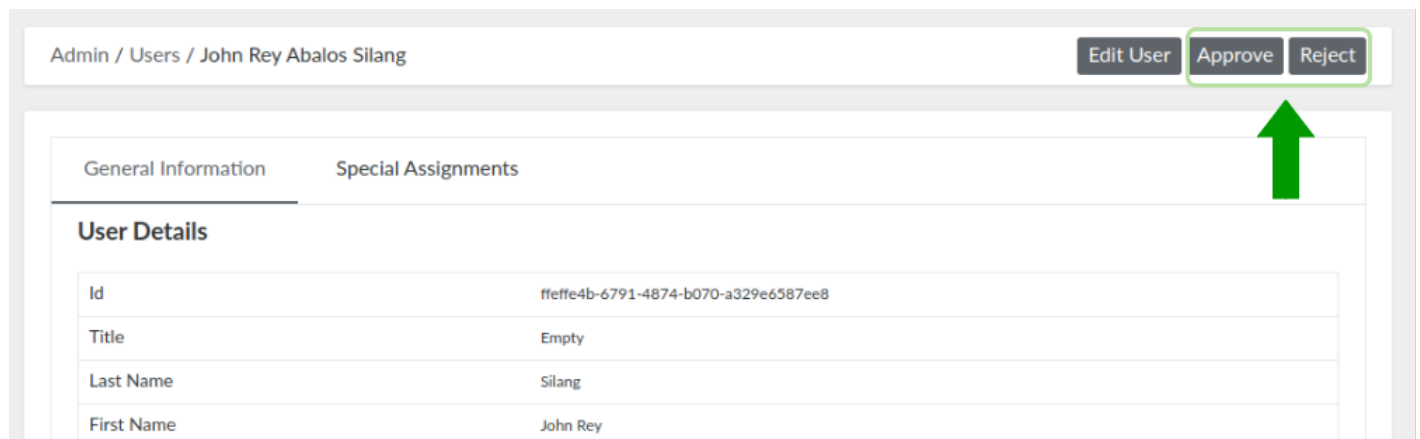 Admin / Users / John Rey Abalos Silang Edit User Approve Reject
General Information Special Assignments
User Details
Id ffeffe4b-6791-4874-b070-a329e6587ee8
Title Empty
Last Name Silang
First Name John Rey